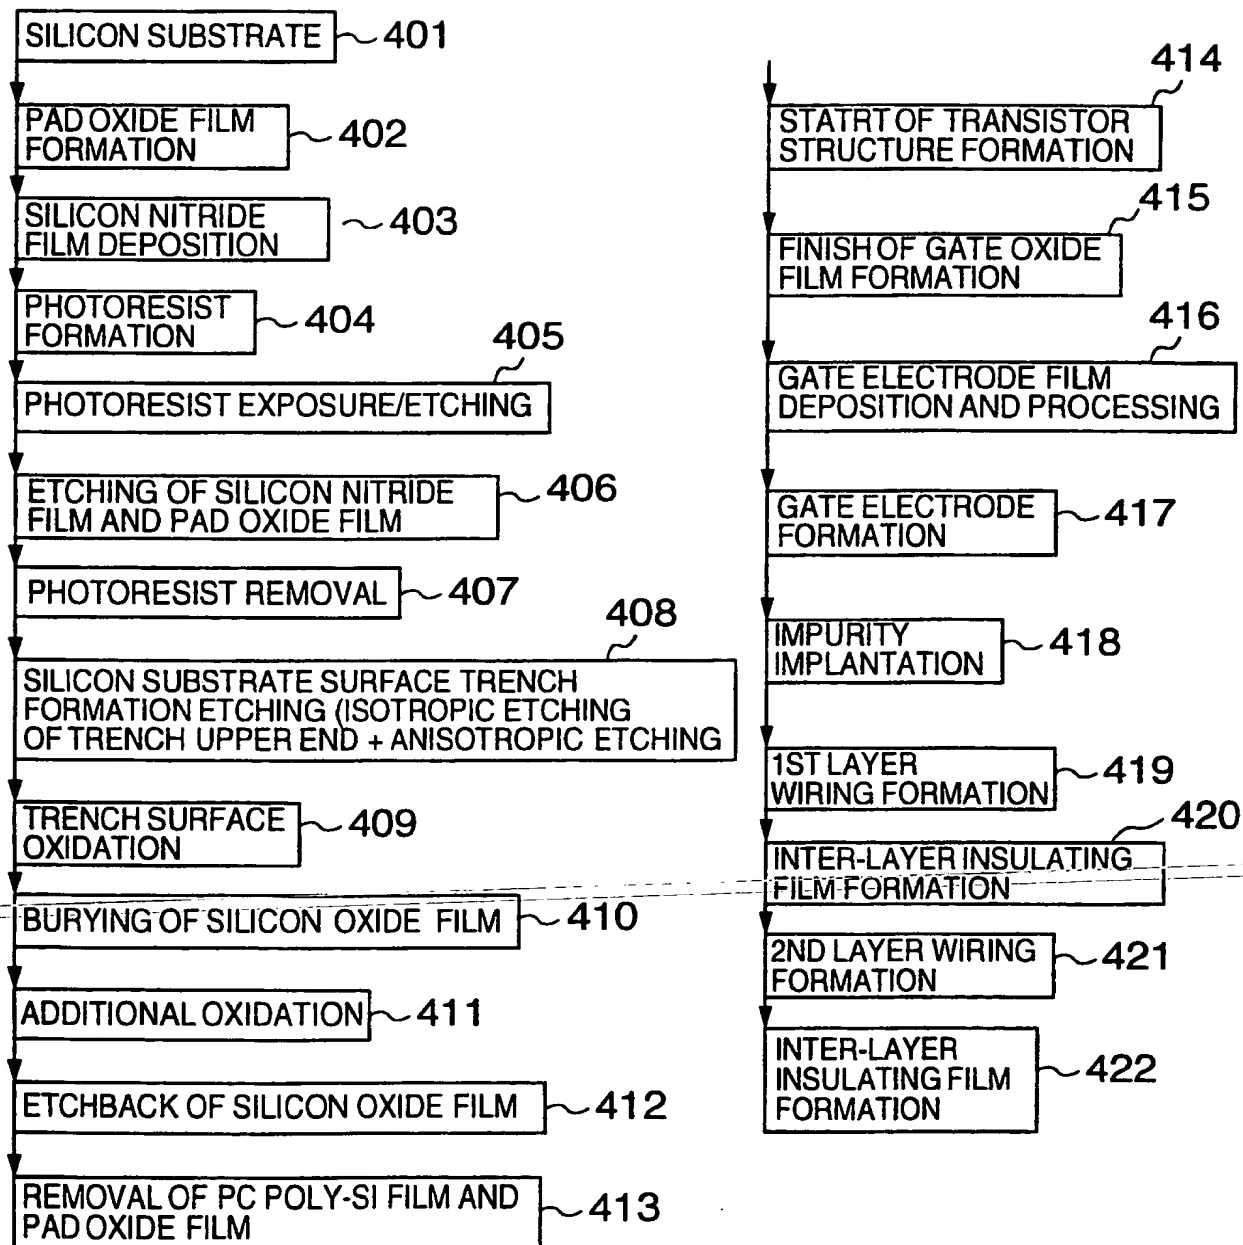 SILICON SUBSTRATE 401
PAD OXIDE FILM
FORMATION 402
SILICON NITRIDE
FILM DEPOSITION 403
PHOTORESIST
FORMATION 404
405
PHOTORESIST EXPOSURE/ETCHING
ETCHING OF SILICON NITRIDE
FILM AND PAD OXIDE FILM 406
PHOTORESIST REMOVAL 407
408
SILICON SUBSTRATE SURFACE TRENCH
FORMATION ETCHING (ISOTROPIC ETCHING
OF TRENCH UPPER END + ANISOTROPIC ETCHING
TRENCH SURFACE
OXIDATION 409
BURYING OF SILICON OXIDE FILM 410
ADDITIONAL OXIDATION 411
ETCHBACK OF SILICON OXIDE FILM 412
REMOVAL OF PC POLY-SI FILM AND
PAD OXIDE FILM 413
414
STATRT OF TRANSISTOR
STRUCTURE FORMATION
415
FINISH OF GATE OXIDE
FILM FORMATION
416
GATE ELECTRODE FILM
DEPOSITION AND PROCESSING
GATE ELECTRODE
FORMATION 417
IMPURITY
IMPLANTATION 418
1ST LAYER
WIRING FORMATION 419
420
INTER-LAYER INSULATING
FILM FORMATION
2ND LAYER WIRING
FORMATION 421
INTER-LAYER
INSULATING FILM
FORMATION 422